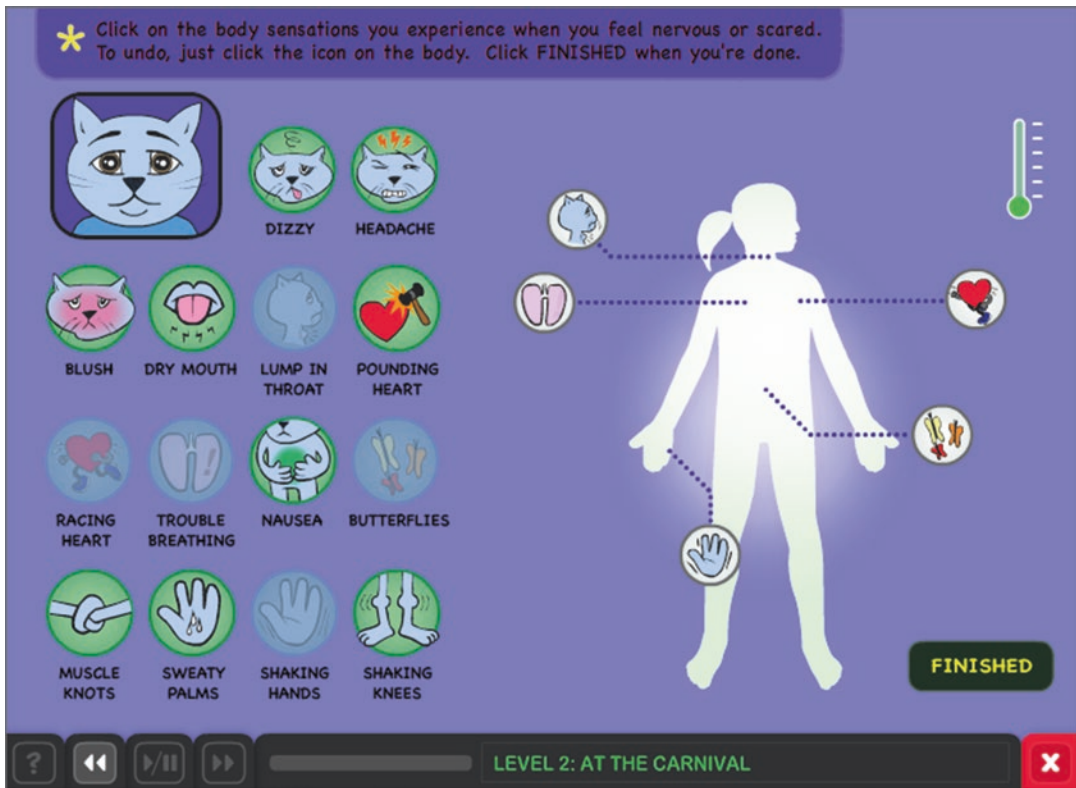 Click on the body sensations you experience when you feel nervous or scared.
To undo, just click the icon on the body. Click FINISHED when you're done.
DIZZY
HEADACHE
BLUSH
DRY MOUTH
LUMP IN
THROAT
POUNDING
HEART
RACING
HEART
TROUBLE
BREATHING
NAUSEA
BUTTERFLIES
MUSCLE
KNOTS
SWEATY
PALMS
SHAKING
HANDS
SHAKING
KNEES
FINISHED
?
LEVEL 2: AT THE CARNIVAL